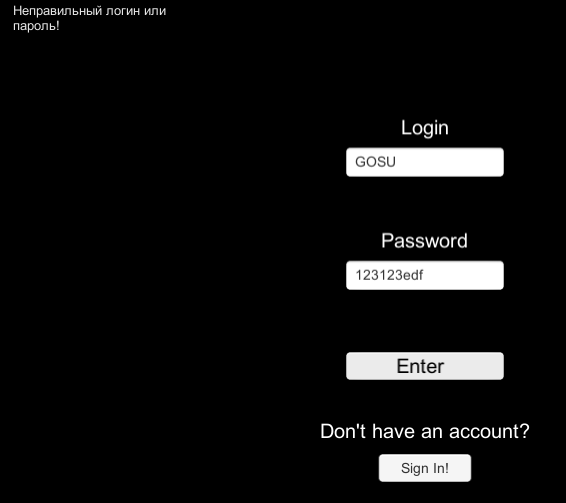 Неправильный логин или
пароль!
Login
GOSU
Password
123123edf
Enter
Don't have an account?
Sign In!